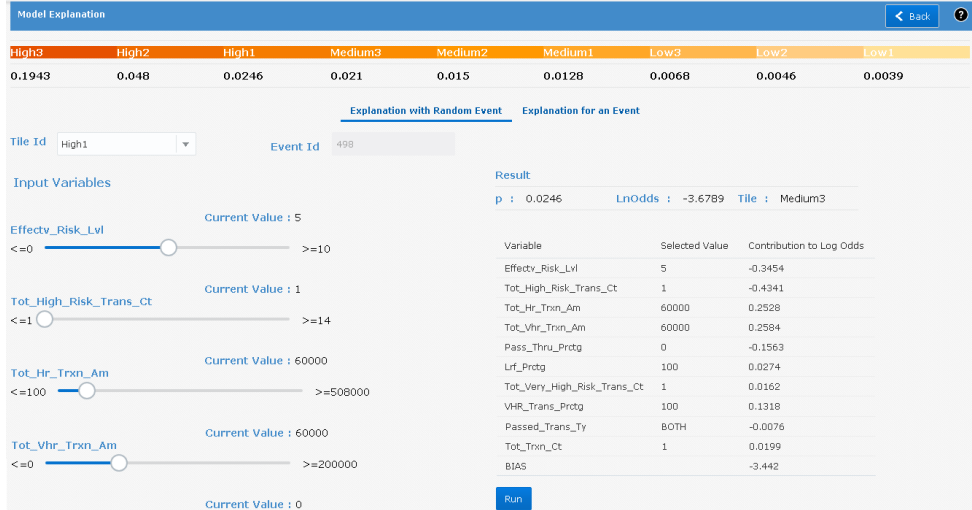 Model Explanation
Back
?
High3 High2 High1 Medium3 Medium2 Medium1 Low3 Low2 Low1
0.1943 0.048 0.0246 0.021 0.015 0.0128 0.0068 0.0046 0.0039
Explanation with Random Event Explanation for an Event
Tile Id High1 Event Id 498
Input Variables
Current Value : 5
Effectv_Risk_Lvl
<=0 >=10
Current Value : 1
Tot_High_Risk_Trans_Ct
<=1 >=14
Current Value : 60000
Tot_Hr_Trxn_Am
<=100 >=508000
Current Value : 60000
Tot_Vhr_Trxn_Am
<=0 >=200000
Current Value : 0
Result
p : 0.0246 LnOdds : -3.6789 Tile : Medium3
Variable Selected Value Contribution to Log Odds
Effectv_Risk_Lvl 5 -0.3454
Tot_High_Risk_Trans_Ct 1 -0.4341
Tot_Hr_Trxn_Am 60000 0.2528
Tot_Vhr_Trxn_Am 60000 0.2584
Pass_Thru_Prctg 0 -0.1563
Lrf_Prctg 100 0.0274
Tot_Very_High_Risk_Trans_Ct 1 0.0162
VHR_Trans_Prctg 100 0.1318
Passed_Trans_Ty BOTH -0.0076
Tot_Trxn_Ct 1 0.0199
BIAS -3.442
Run